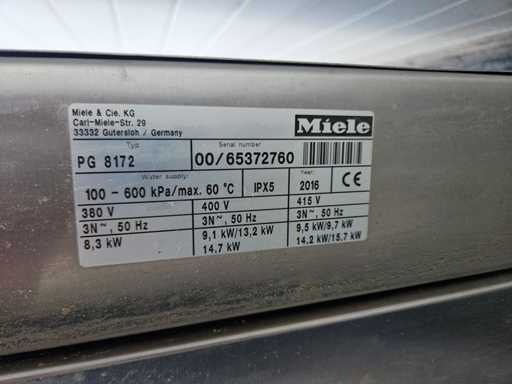 Miele & Cie. KG
Carl-Miele-Str. 29
33332 Gutersloh / Germany
Miele
Typ:
Serial number:
PG 8172
00/65372760
Water supply:
Year:
100 - 600 kPa/max. 60 °C
IPX5
2016 CE
380 V
400 V
415 V
3N~, 50 Hz
3N~, 50 Hz
3N~, 50 Hz
8,3 kW
9,1 kW/13,2 kW
9,5 kW/9,7 kW
14.7 kW
14.2 kW/15.7 kW